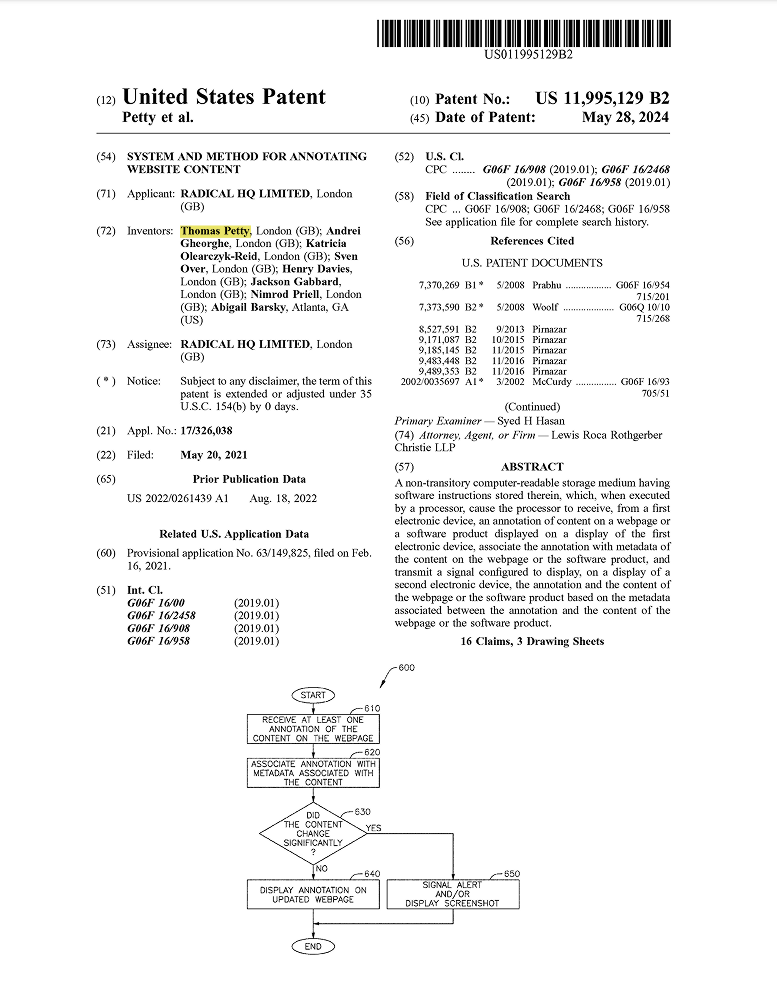 US011995129B2
(12) United States Patent
Petty et al.
(10) Patent No.: US 11,995,129 B2
(45) Date of Patent: May 28, 2024
(54) SYSTEM AND METHOD FOR ANNOTATING
WEBSITE CONTENT
(71) Applicant: RADICAL HQ LIMITED, London
(GB)
(72) Inventors: Thomas Petty, London (GB); Andrei
Gheorghe, London (GB); Katricia
Olearczyk-Reid, London (GB); Sven
Over, London (GB); Henry Davies,
London (GB); Jackson Gabbard,
London (GB); Nimrod Priell, London
(GB); Abigail Barsky, Atlanta, GA
(US)
(73) Assignee: RADICAL HQ LIMITED, London
(GB)
( * ) Notice: Subject to any disclaimer, the term of this
patent is extended or adjusted under 35
U.S.C. 154(b) by 0 days.
(21) Appl. No.: 17/326,038
(22) Filed: May 20, 2021
(65) Prior Publication Data
US 2022/0261439 A1 Aug. 18, 2022
Related U.S. Application Data
(60) Provisional application No. 63/149,825, filed on Feb.
16, 2021.
(51) Int. Cl.
G06F 16/00 (2019.01)
G06F 16/2458 (2019.01)
G06F 16/908 (2019.01)
G06F 16/958 (2019.01)
(52) U.S. Cl.
CPC ........ G06F 16/908 (2019.01); G06F 16/2468
(2019.01); G06F 16/958 (2019.01)
(58) Field of Classification Search
CPC ... G06F 16/908; G06F 16/2468; G06F 16/958
See application file for complete search history.
(56) References Cited
U.S. PATENT DOCUMENTS
7,370,269 B1 * 5/2008 Prabhu ................. G06F 16/954
715/201
7,373,590 B2 * 5/2008 Woolf .................. G06Q 10/10
715/268
8,527,591 B2 9/2013 Pirnazar
9,171,087 B2 10/2015 Pirnazar
9,185,145 B2 11/2015 Pirnazar
9,483,448 B2 11/2016 Pirnazar
9,489,353 B2 11/2016 Pirnazar
2002/0035697 A1 * 3/2002 McCurdy .............. G06F 16/93
705/51
(Continued)
Primary Examiner — Syed H Hasan
(74) Attorney, Agent, or Firm — Lewis Roca Rothgerber
Christie LLP
(57) ABSTRACT
A non-transitory computer-readable storage medium having
software instructions stored therein, which, when executed
by a processor, cause the processor to receive, from a first
electronic device, an annotation of content on a webpage or
a software product displayed on a display of the first
electronic device, associate the annotation with metadata of
the content on the webpage or the software product, and
transmit a signal configured to display, on a display of a
second electronic device, the annotation and the content of
the webpage or the software product based on the metadata
associated between the annotation and the content of the
webpage or the software product.
16 Claims, 3 Drawing Sheets
600
START
610
RECEIVE AT LEAST ONE
ANNOTATION OF THE
CONTENT ON THE WEBPAGE
620
ASSOCIATE ANNOTATION WITH
METADATA ASSOCIATED WITH
THE CONTENT
630
DID
THE CONTENT
CHANGE
SIGNIFICANTLY
?
YES
NO
640
DISPLAY ANNOTATION ON
UPDATED WEBPAGE
650
SIGNAL ALERT
AND/OR
DISPLAY SCREENSHOT
END